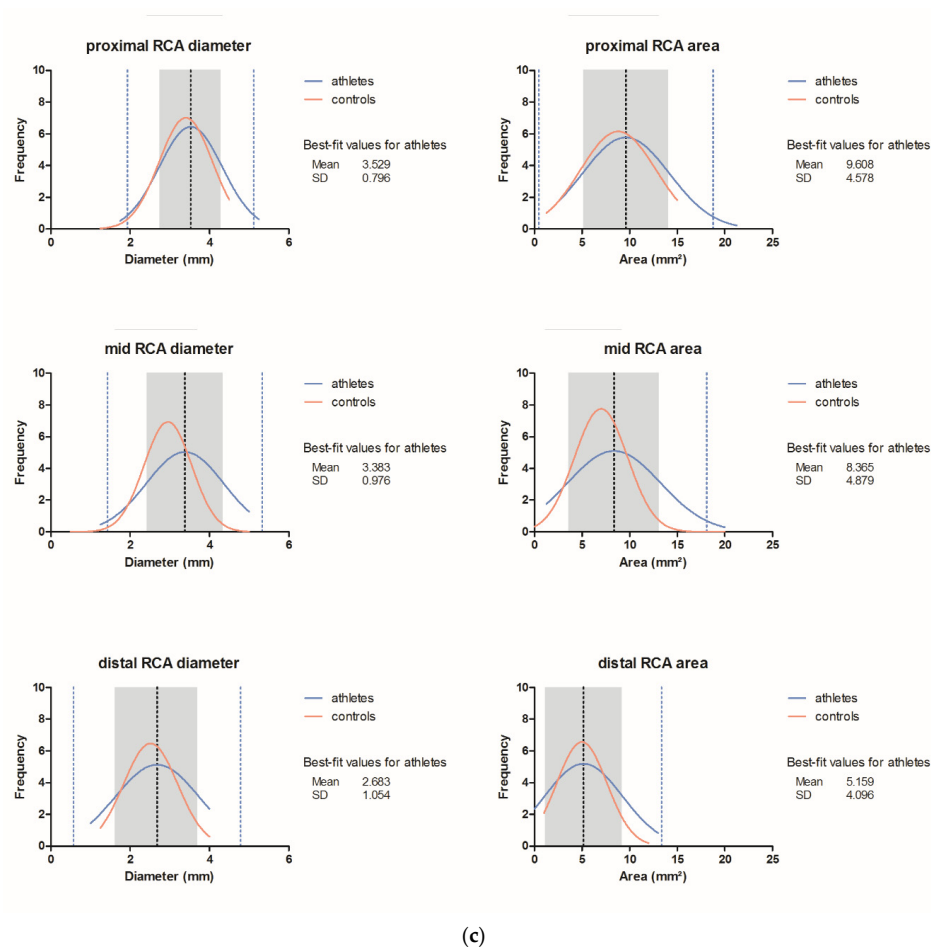 proximal RCA diameter
10
8
6
4
2
0
Frequency
0 2 4 6
Diameter (mm)
athletes
controls
Best-fit values for athletes
Mean 3.529
SD 0.796
proximal RCA area
10
8
6
4
2
0
Frequency
0 5 10 15 20 25
Area (mm²)
athletes
controls
Best-fit values for athletes
Mean 9.608
SD 4.578
mid RCA diameter
10
8
6
4
2
0
Frequency
0 2 4 6
Diameter (mm)
athletes
controls
Best-fit values for athletes
Mean 3.383
SD 0.976
mid RCA area
10
8
6
4
2
0
Frequency
0 5 10 15 20 25
Area (mm²)
athletes
controls
Best-fit values for athletes
Mean 8.365
SD 4.879
distal RCA diameter
10
8
6
4
2
0
Frequency
0 2 4 6
Diameter (mm)
athletes
controls
Best-fit values for athletes
Mean 2.683
SD 1.054
distal RCA area
10
8
6
4
2
0
Frequency
0 5 10 15 20 25
Area (mm²)
athletes
controls
Best-fit values for athletes
Mean 5.159
SD 4.096
(c)